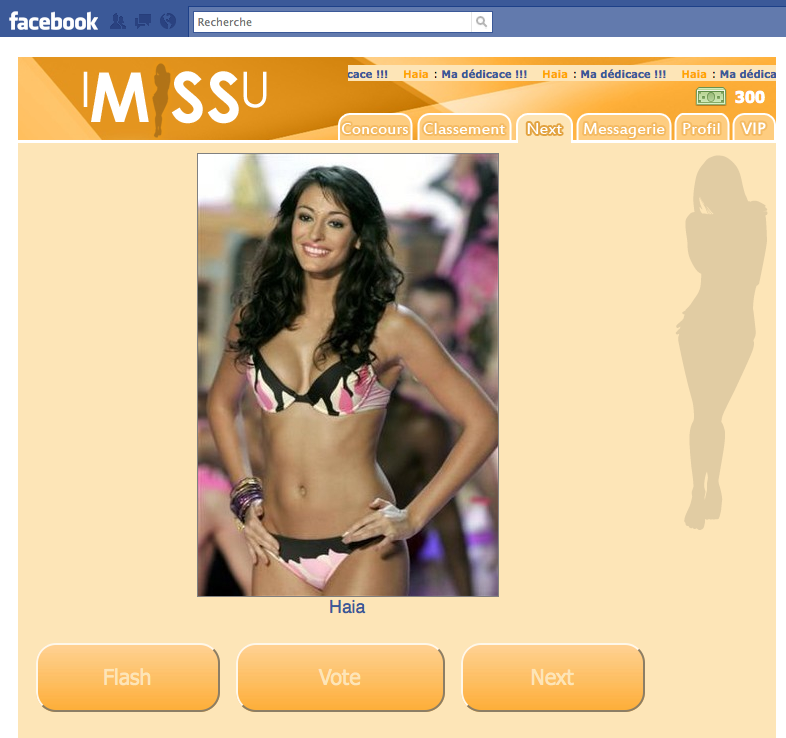 facebook
Recherche
IMISSU
cace !!! Haia : Ma dédicace !!! Haia : Ma dédicace !!! Haia : Ma dédica
300
Concours Classement Next Messagerie Profil VIP
Haia
Flash Vote Next